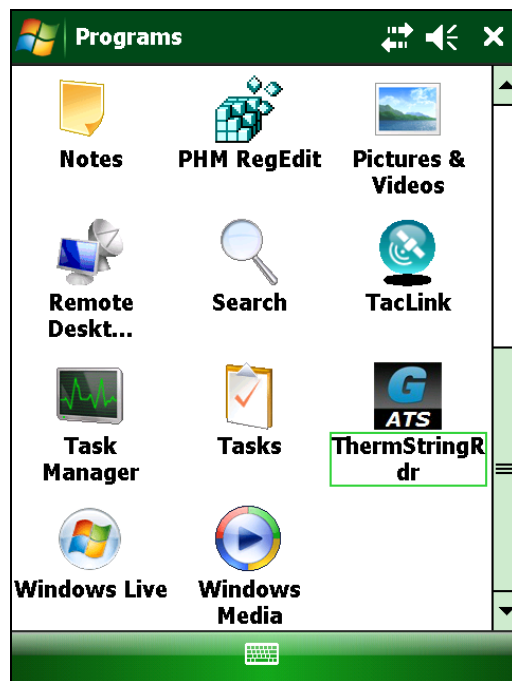 Programs
Notes
PHM RegEdit
Pictures &
Videos
Remote
Deskt...
Search
TacLink
Task
Manager
Tasks
G
ATS
ThermStringR
dr
Windows Live
Windows
Media